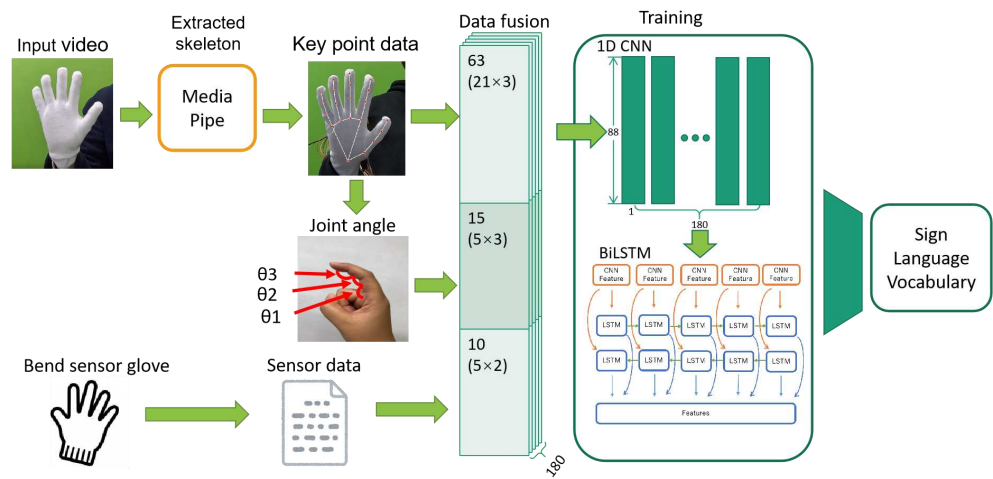 Input video
Extracted
skeleton
Media
Pipe
Key point data
Joint angle
θ3
θ2
θ1
Bend sensor glove
Sensor data
Data fusion
63
(21×3)
15
(5×3)
10
(5×2)
180
Training
1D CNN
88
1
180
BiLSTM
CNN
Feature
CNN
Feature
CNN
Feature
CNN
Feature
CNN
Feature
LSTM
LSTM
LSTM
LSTM
LSTM
LSTM
LSTM
LSTM
LSTM
LSTM
Features
Sign
Language
Vocabulary